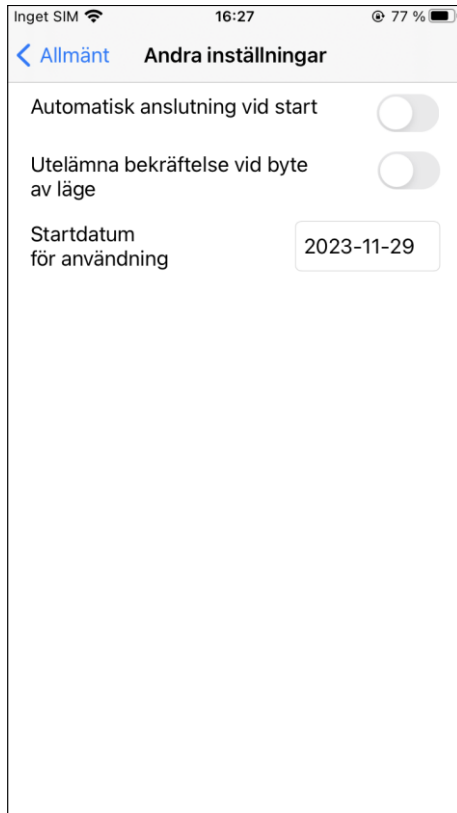 Inget SIM 16:27 77 %
Allmänt Andra inställningar
Automatisk anslutning vid start
Utelämna bekräftelse vid byte
av läge
Startdatum
för användning
2023-11-29